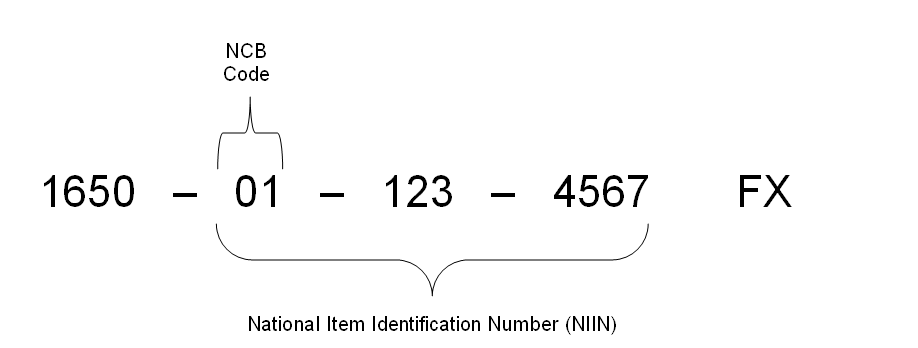 NCB
Code
1650 – 01 – 123 – 4567 FX
National Item Identification Number (NIIN)